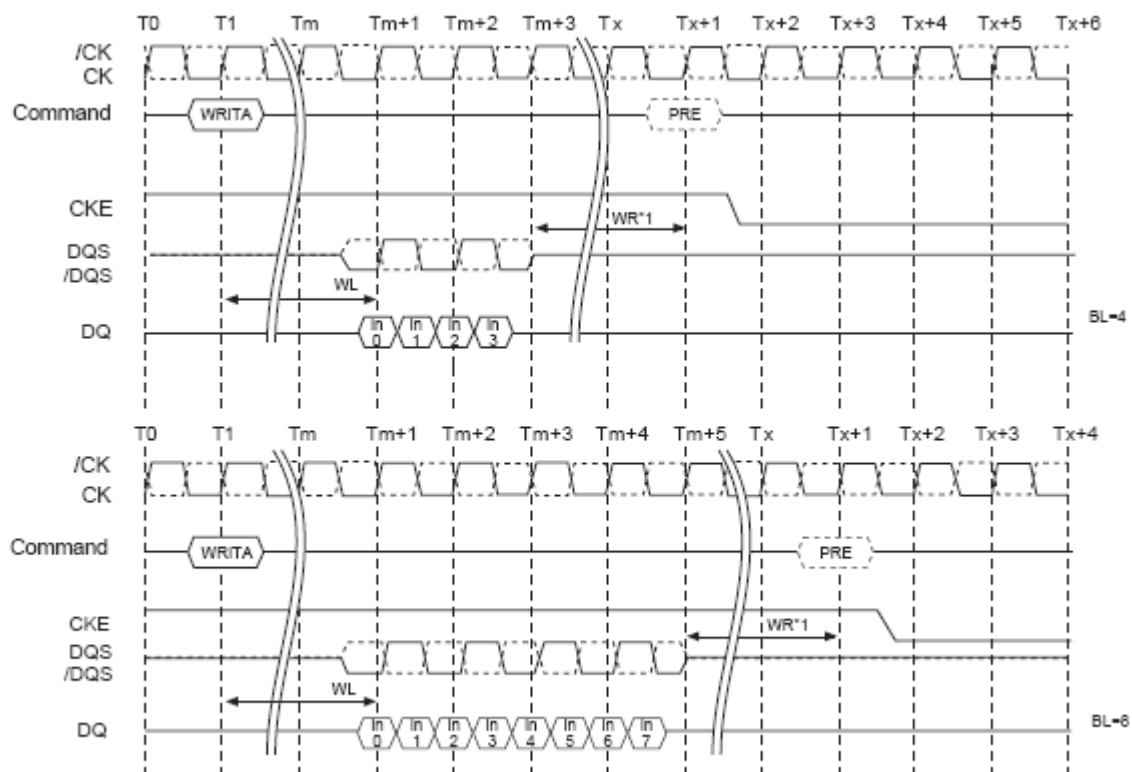 T0 T1 Tm Tm+1 Tm+2 Tm+3 Tx Tx+1 Tx+2 Tx+3 Tx+4 Tx+5 Tx+6
/CK
CK
Command WRITA PRE
CKE
WR*1
DQS
/DQS
WL
DQ In 0 In 1 In 2 In 3 BL=4
T0 T1 Tm Tm+1 Tm+2 Tm+3 Tm+4 Tm+5 Tx Tx+1 Tx+2 Tx+3 Tx+4
/CK
CK
Command WRITA PRE
CKE
WR*1
DQS
/DQS
WL
DQ In 0 In 1 In 2 In 3 In 4 In 5 In 6 In 7 BL=8